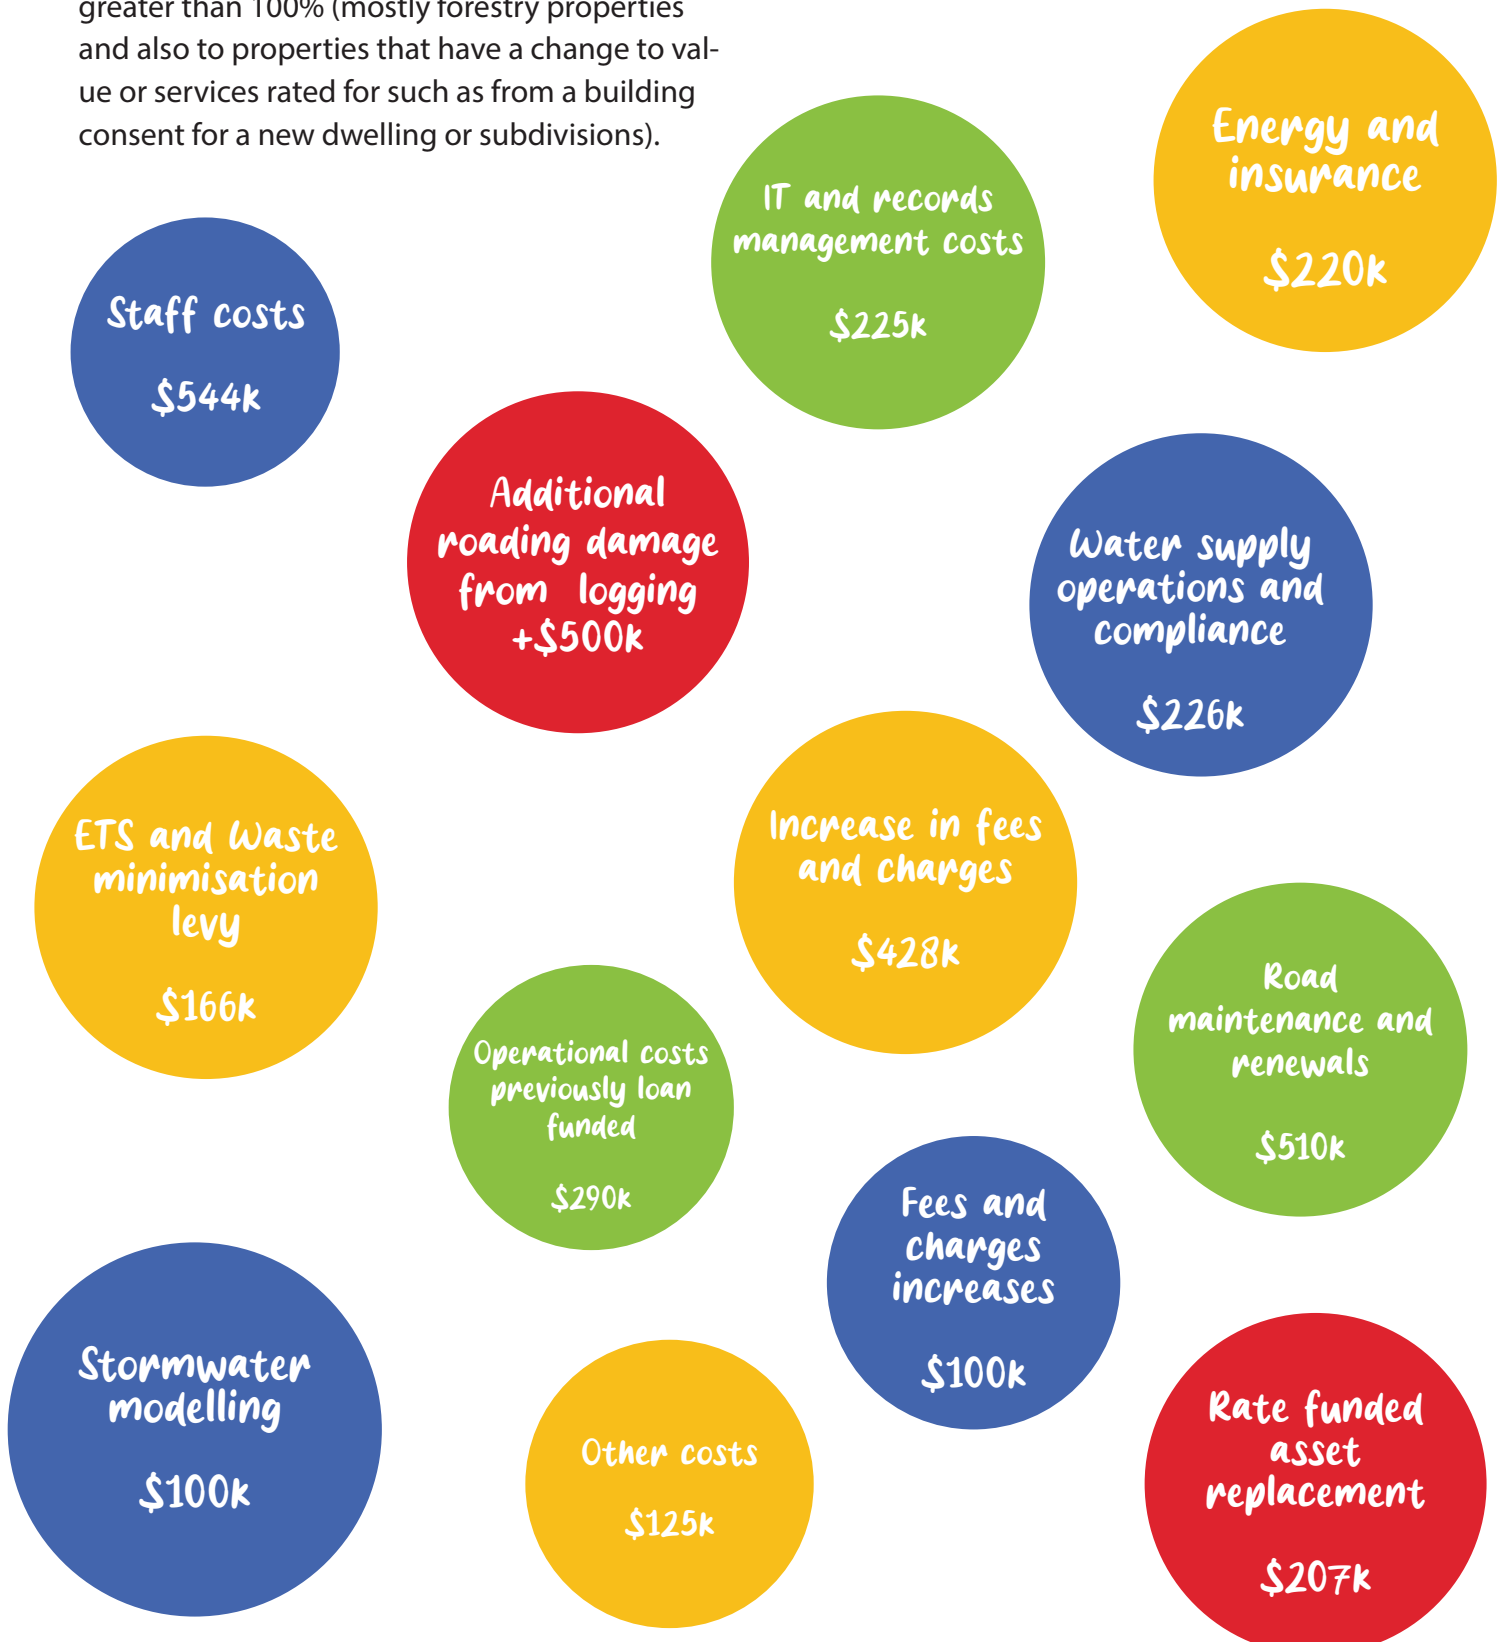 greater than 100% (mostly forestry properties
and also to properties that have a change to val-
ue or services rated for such as from a building
consent for a new dwelling or subdivisions).
Energy and
insurance
$220k
IT and records
management costs
$225k
Staff costs
$544k
Additional
roading damage
from logging
+$500k
Water supply
operations and
compliance
$226k
ETS and Waste
minimisation
levy
$166k
Increase in fees
and charges
$428k
Road
maintenance and
renewals
$510k
Operational costs
previously loan
funded
$290k
Fees and
charges
increases
$100k
Stormwater
modelling
$100k
Other costs
$125k
Rate funded
asset
replacement
$207k